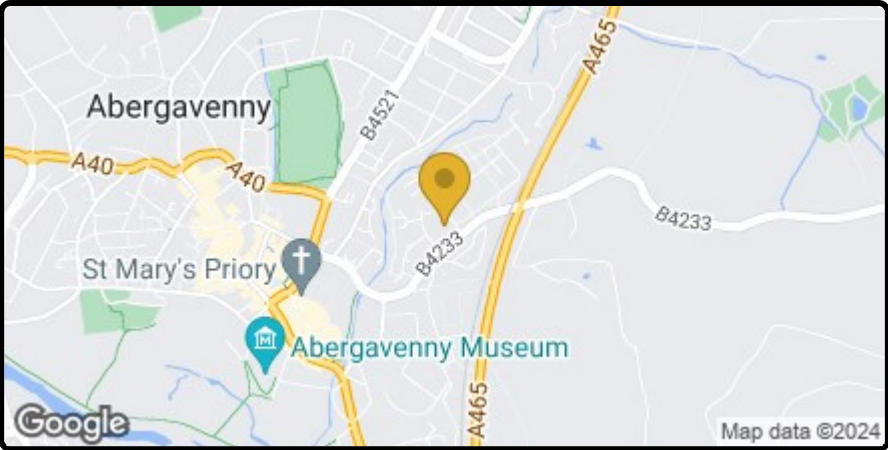 A465
B4521
Abergavenny
A40
A40
B4233
B4233
St Mary's Priory
Abergavenny Museum
A465
Google
Map data ©2024